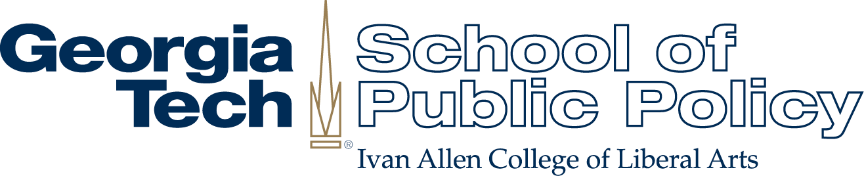 Georgia
Tech
®
School of
Public Policy
Ivan Allen College of Liberal Arts